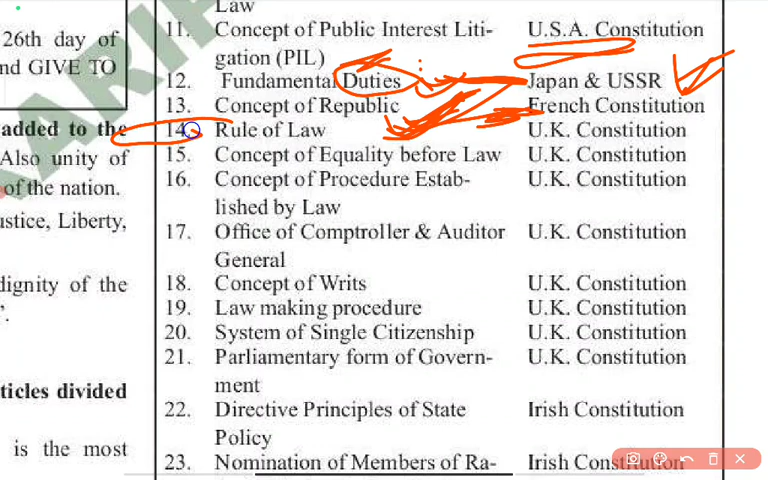 Law
11. Concept of Public Interest Liti- U.S.A. Constitution
gation (PIL)
12. Fundamental Duties Japan & USSR
13. Concept of Republic French Constitution
14. Rule of Law U.K. Constitution
15. Concept of Equality before Law U.K. Constitution
16. Concept of Procedure Estab- U.K. Constitution
lished by Law
17. Office of Comptroller & Auditor U.K. Constitution
General
18. Concept of Writs U.K. Constitution
19. Law making procedure U.K. Constitution
20. System of Single Citizenship U.K. Constitution
21. Parliamentary form of Govern- U.K. Constitution
ment
22. Directive Principles of State Irish Constitution
Policy
23. Nomination of Members of Ra- Irish Constitution
26th day of
nd GIVE TO
added to the
Also unity of
of the nation.
ustice, Liberty,
dignity of the
”.
ticles divided
is the most